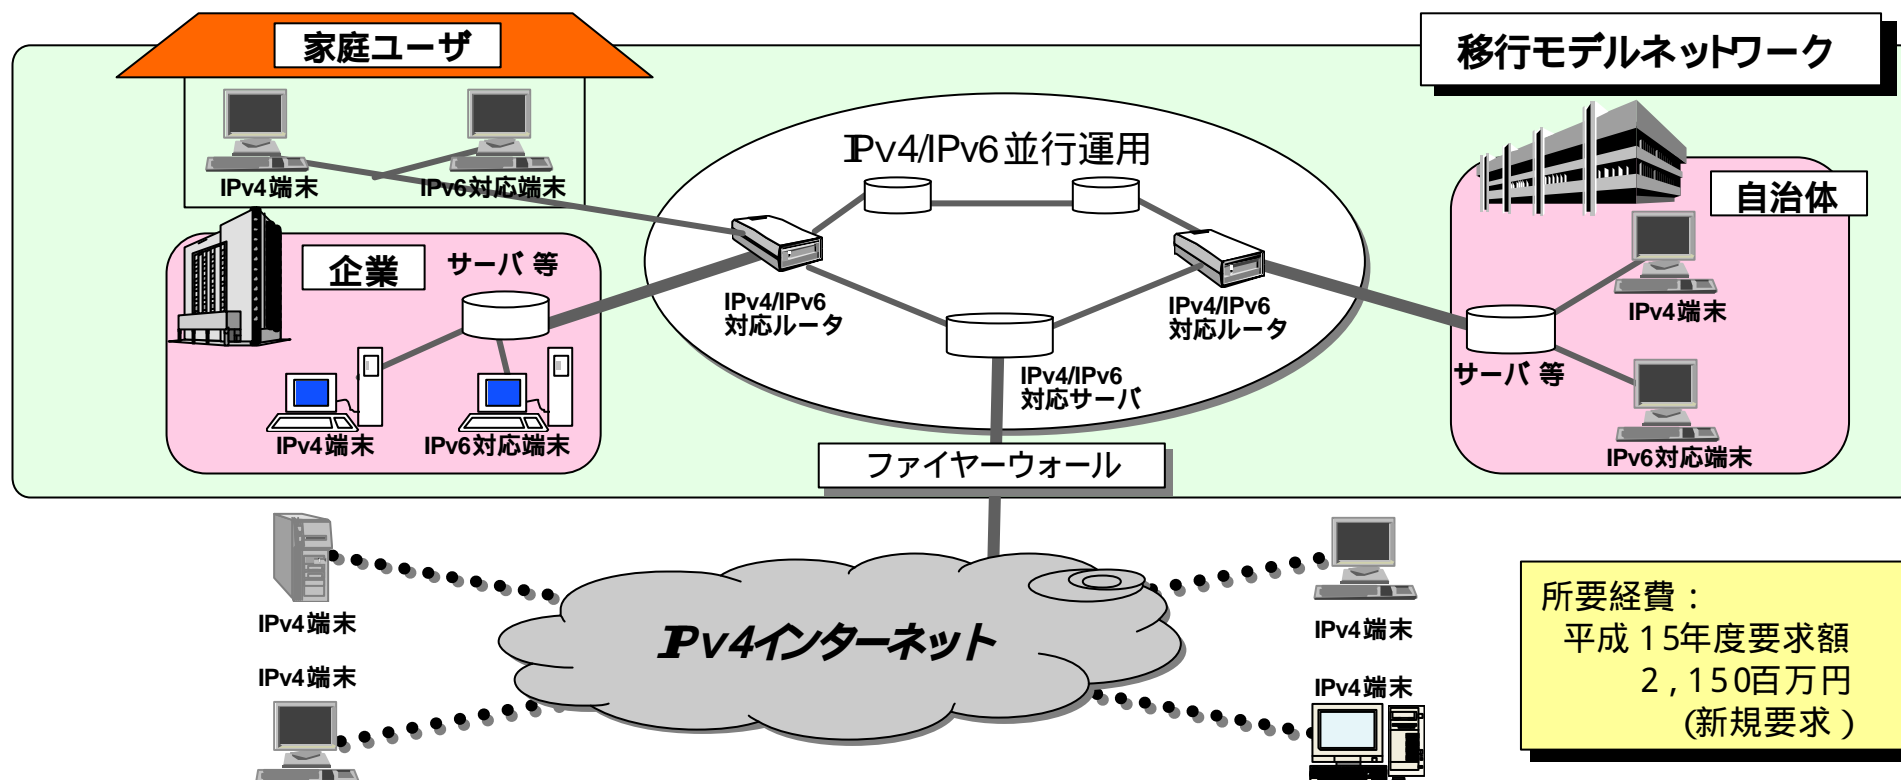 家庭ユーザ
移行モデルネットワーク
IPv4端末
IPv6対応端末
IPv4/IPv6並行運用
自治体
企業
サーバ等
IPv4/IPv6
対応ルータ
IPv4/IPv6
対応ルータ
IPv4端末
サーバ等
IPv4/IPv6
対応サーバ
IPv4端末
IPv6対応端末
IPv6対応端末
ファイヤーウォール
IPv4端末
IPv4端末
IPv4インターネット
IPv4端末
IPv4端末
所要経費：
平成15年度要求額
2,150百万円
(新規要求)